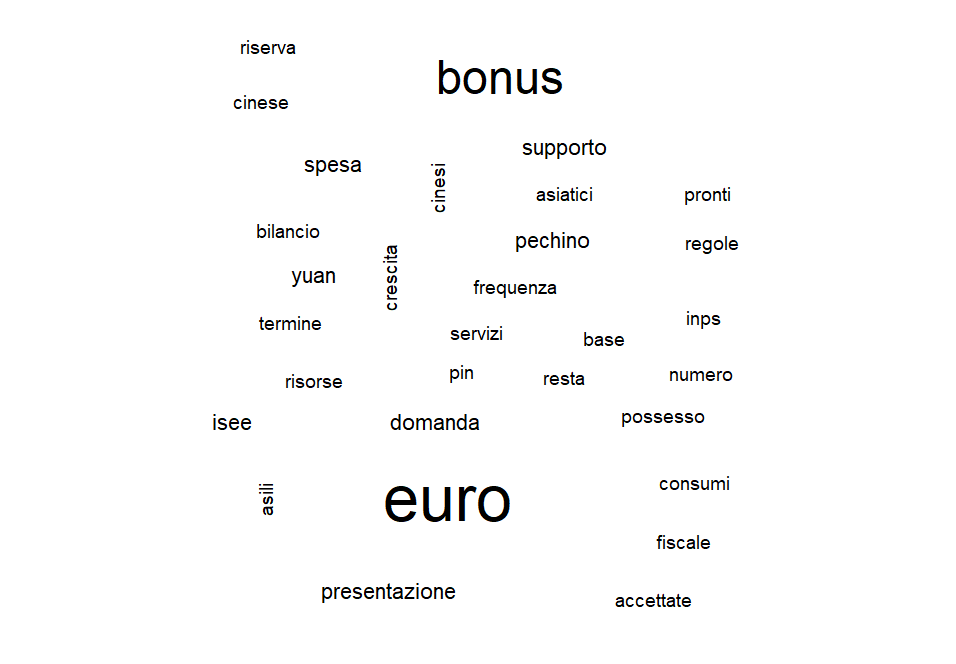 riserva
bonus
cinese
supporto
spesa
cinesi
asiatici
pronti
bilancio
pechino
regole
crescita
yuan
frequenza
termine
inps
servizi
base
pin
resta
numero
risorse
possesso
isee
domanda
consumi
asili
euro
fiscale
presentazione
accettate